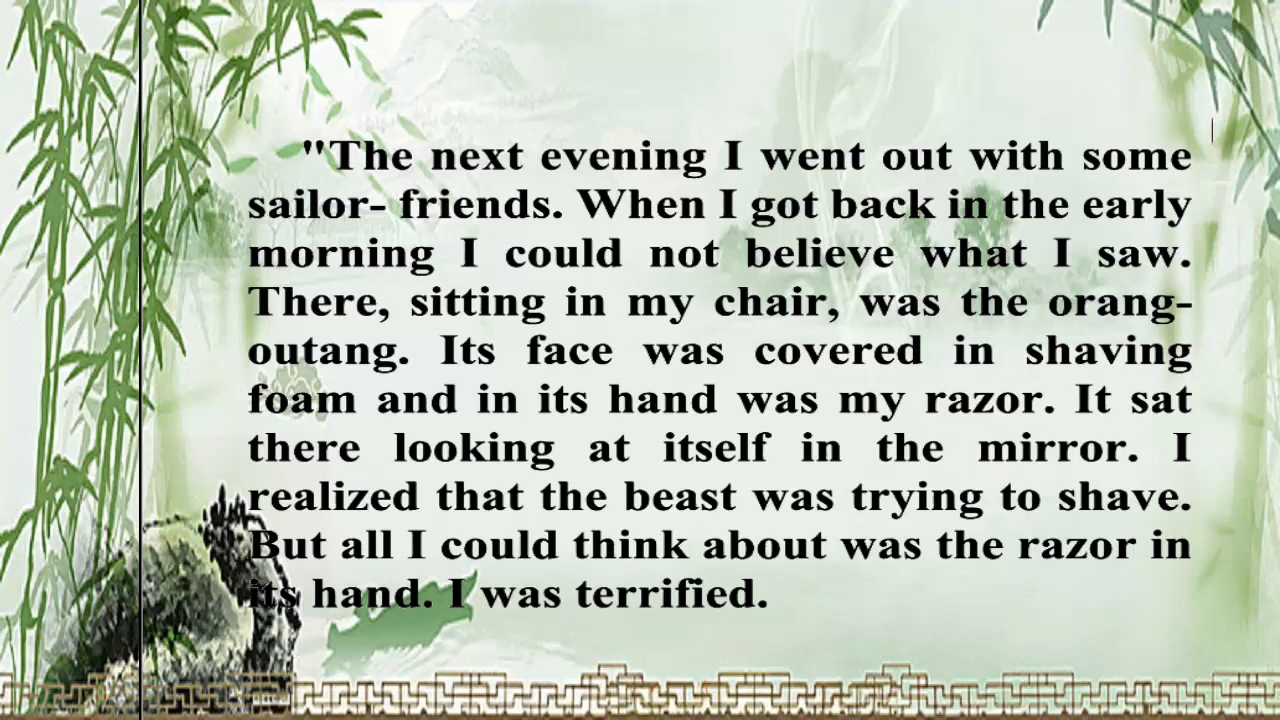 "The next evening I went out with some
sailor- friends. When I got back in the early
morning I could not believe what I saw.
There, sitting in my chair, was the orang-
outang. Its face was covered in shaving
foam and in its hand was my razor. It sat
there looking at itself in the mirror. I
realized that the beast was trying to shave.
But all I could think about was the razor in
its hand. I was terrified.